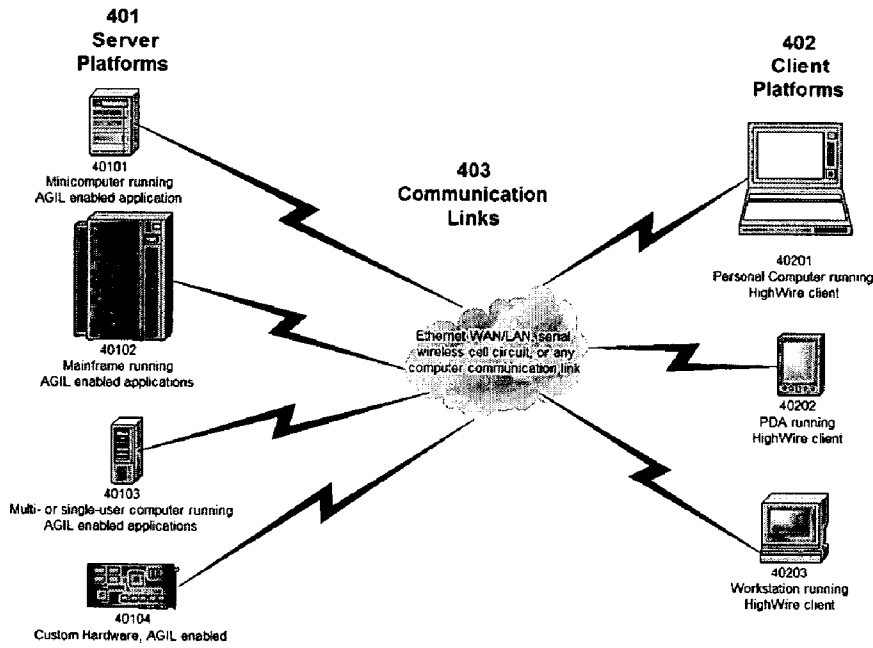 401
Server
Platforms
40101
Minicomputer running
AGIL enabled application
40102
Mainframe running
AGIL enabled applications
40103
Multi- or single-user computer running
AGIL enabled applications
40104
Custom Hardware, AGIL enabled
403
Communication
Links
Ethernet WAN/LAN, serial,
wireless cell circuit, or any
computer communication link
402
Client
Platforms
40201
Personal Computer running
HighWire client
40202
PDA running
HighWire client
40203
Workstation running
HighWire client